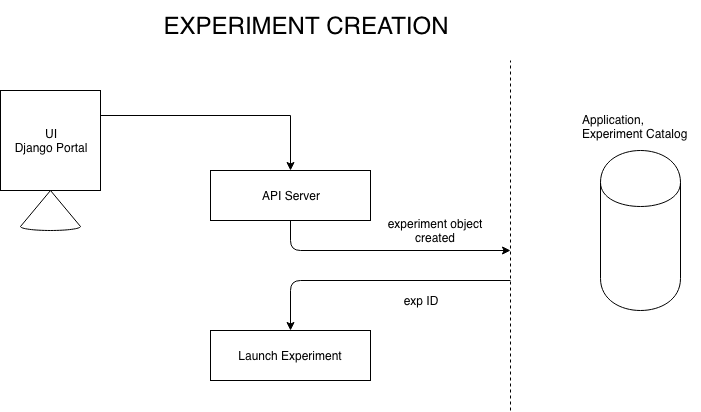 EXPERIMENT CREATION
UI
Django Portal
Application,
Experiment Catalog
API Server
experiment object
created
exp ID
Launch Experiment